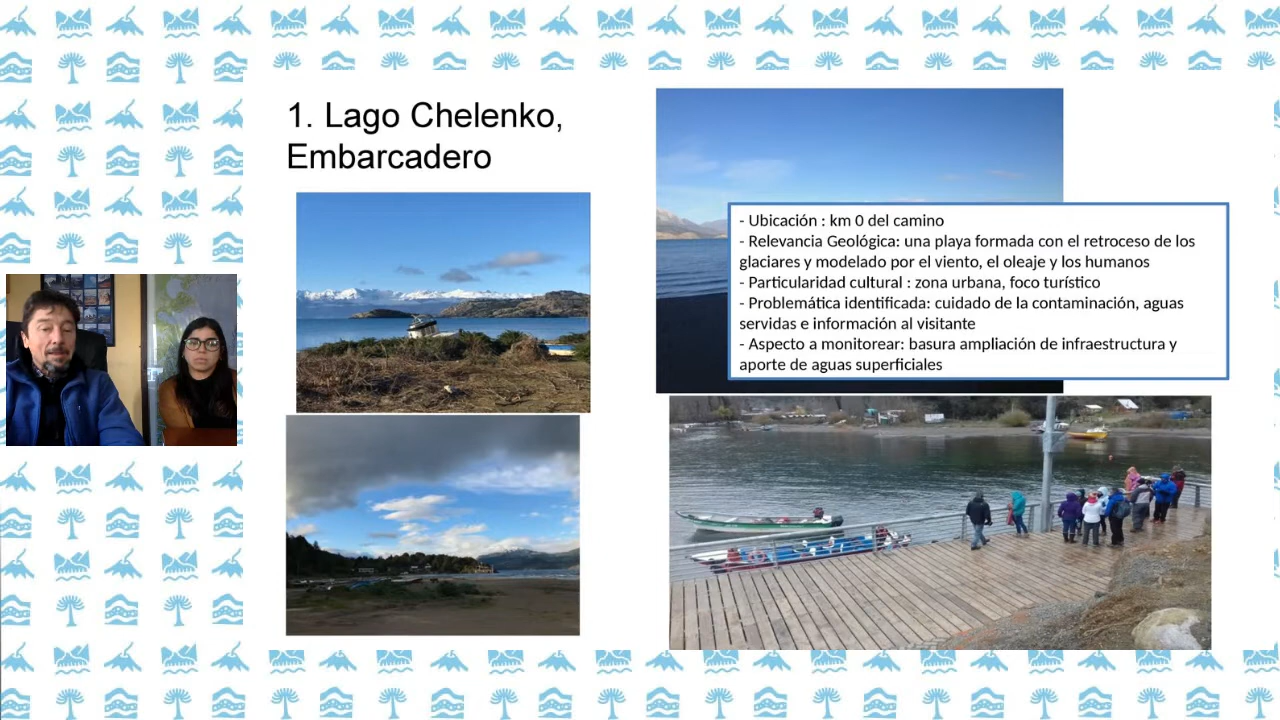 1. Lago Chelenko,
Embarcadero
- Ubicación : km 0 del camino
- Relevancia Geológica: una playa formada con el retroceso de los
glaciares y modelado por el viento, el oleaje y los humanos
- Particularidad cultural : zona urbana, foco turístico
- Problemática identificada: cuidado de la contaminación, aguas
servidas e información al visitante
- Aspecto a monitorear: basura ampliación de infraestructura y
aporte de aguas superficiales